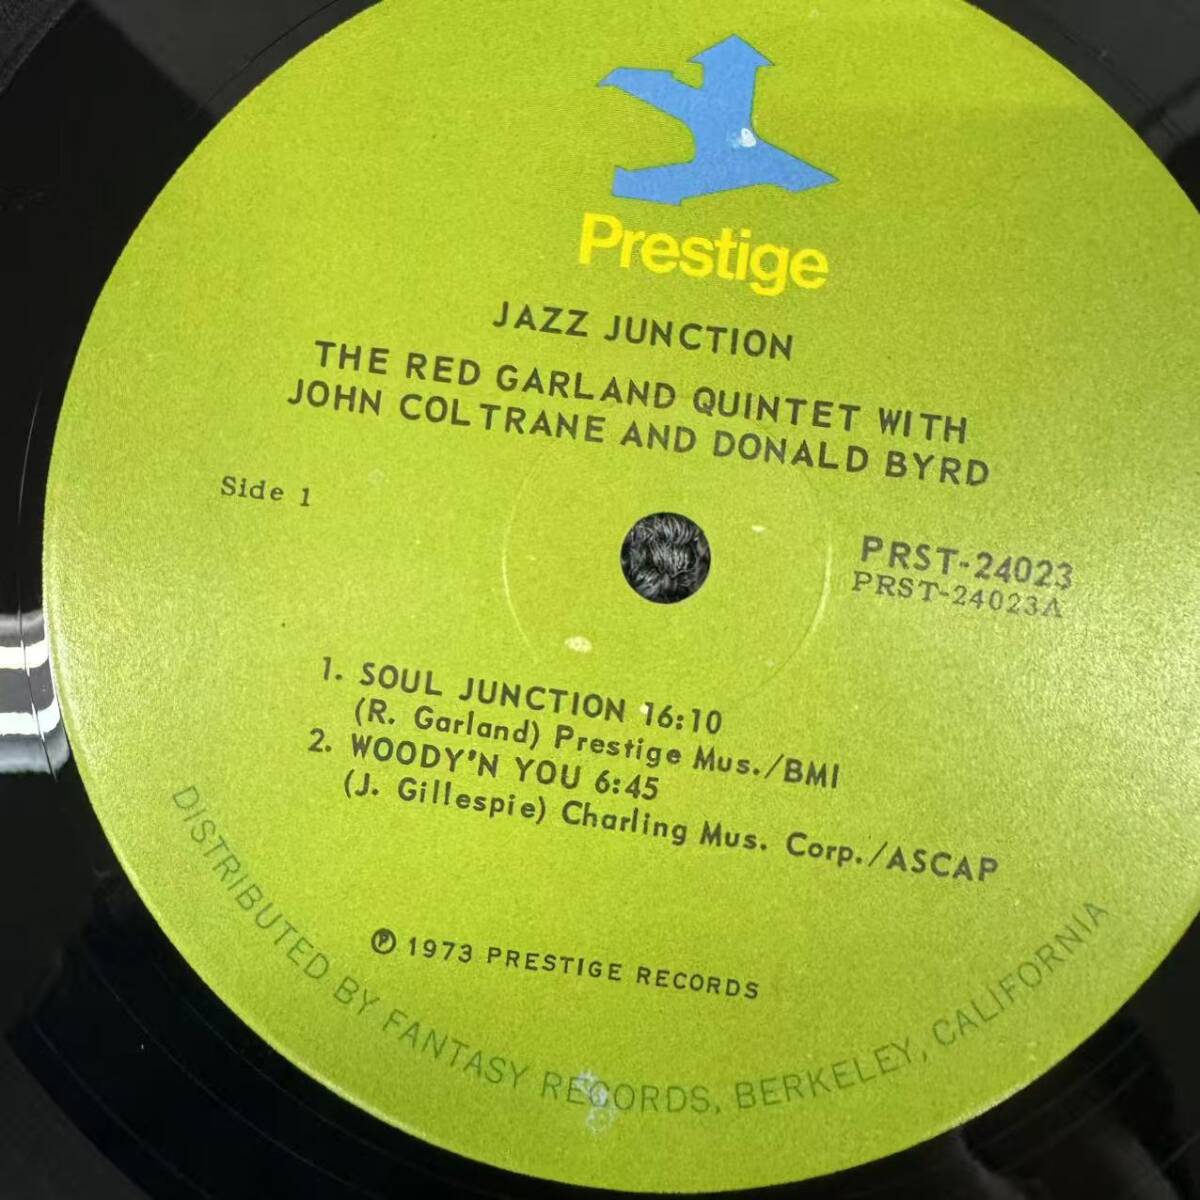 Prestige
JAZZ JUNCTION
THE RED GARLAND QUINTET WITH
JOHN COLTRANE AND DONALD BYRD
Side 1
PRST-24023
PRST-24023A
1. SOUL JUNCTION 16:10
(R. Garland) Prestige Mus./BMI
2. WOODY'N YOU 6:45
(J. Gillespie) Charling Mus. Corp./ASCAP
℗ 1973 PRESTIGE RECORDS
DISTRIBUTED BY FANTASY RECORDS, BERKELEY, CALIFORNIA